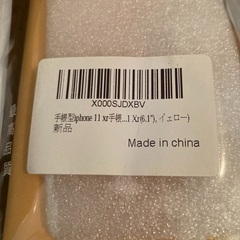 X000SJDXBV
手帳型iphone 11 xr手帳...1 Xr(6.1"), イェロー)
新品
Made in china